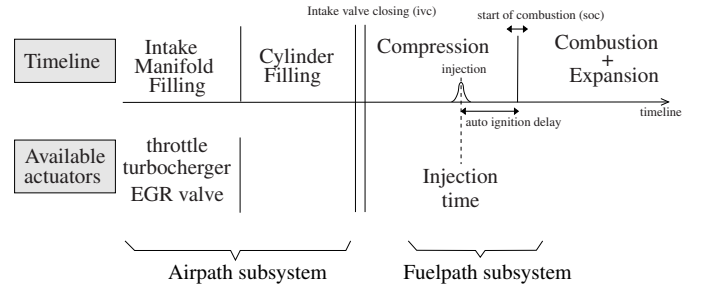 Intake valve closing (ivc)
start of combustion (soc)
Timeline
Intake
Manifold
Filling
Cylinder
Filling
Compression
injection
Combustion
+
Expansion
timeline
auto ignition delay
Available
actuators
throttle
turbocherger
EGR valve
Injection
time
Airpath subsystem
Fuelpath subsystem